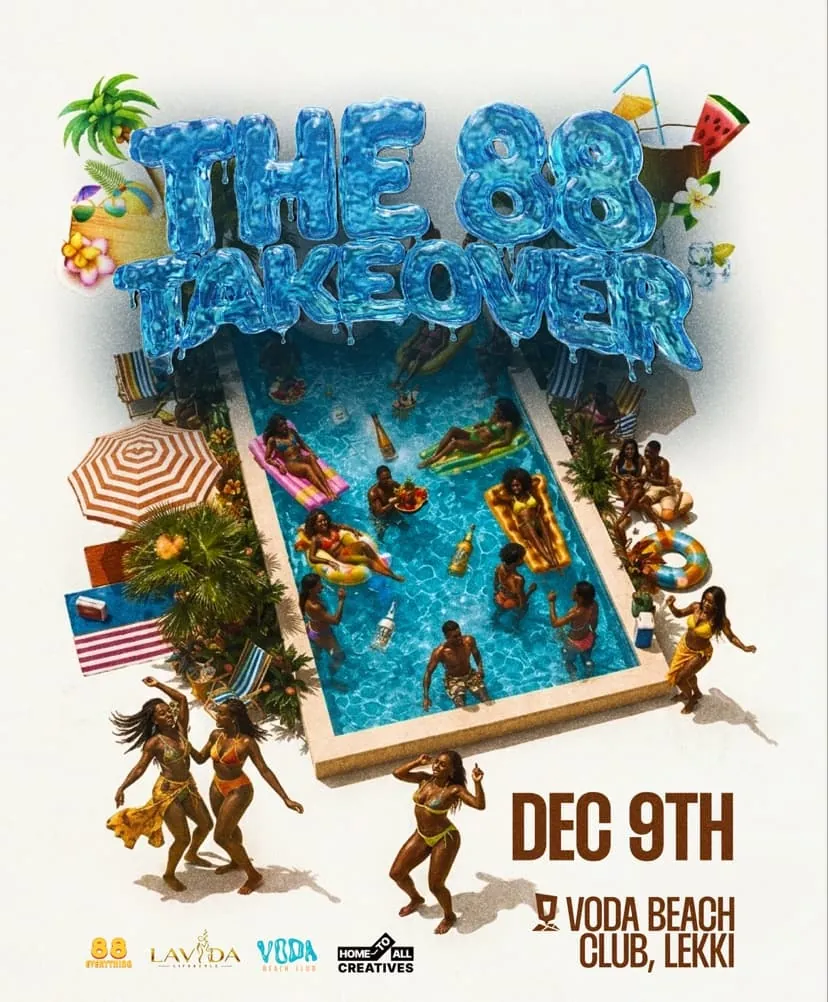 THE 88
TAKEOVER
DEC 9TH
VODA BEACH
CLUB, LEKKI
88
EVERYTHING
LAVIDA
LIFESTYLE
VODA
BEACH CLUB
HOME TO ALL
CREATIVES